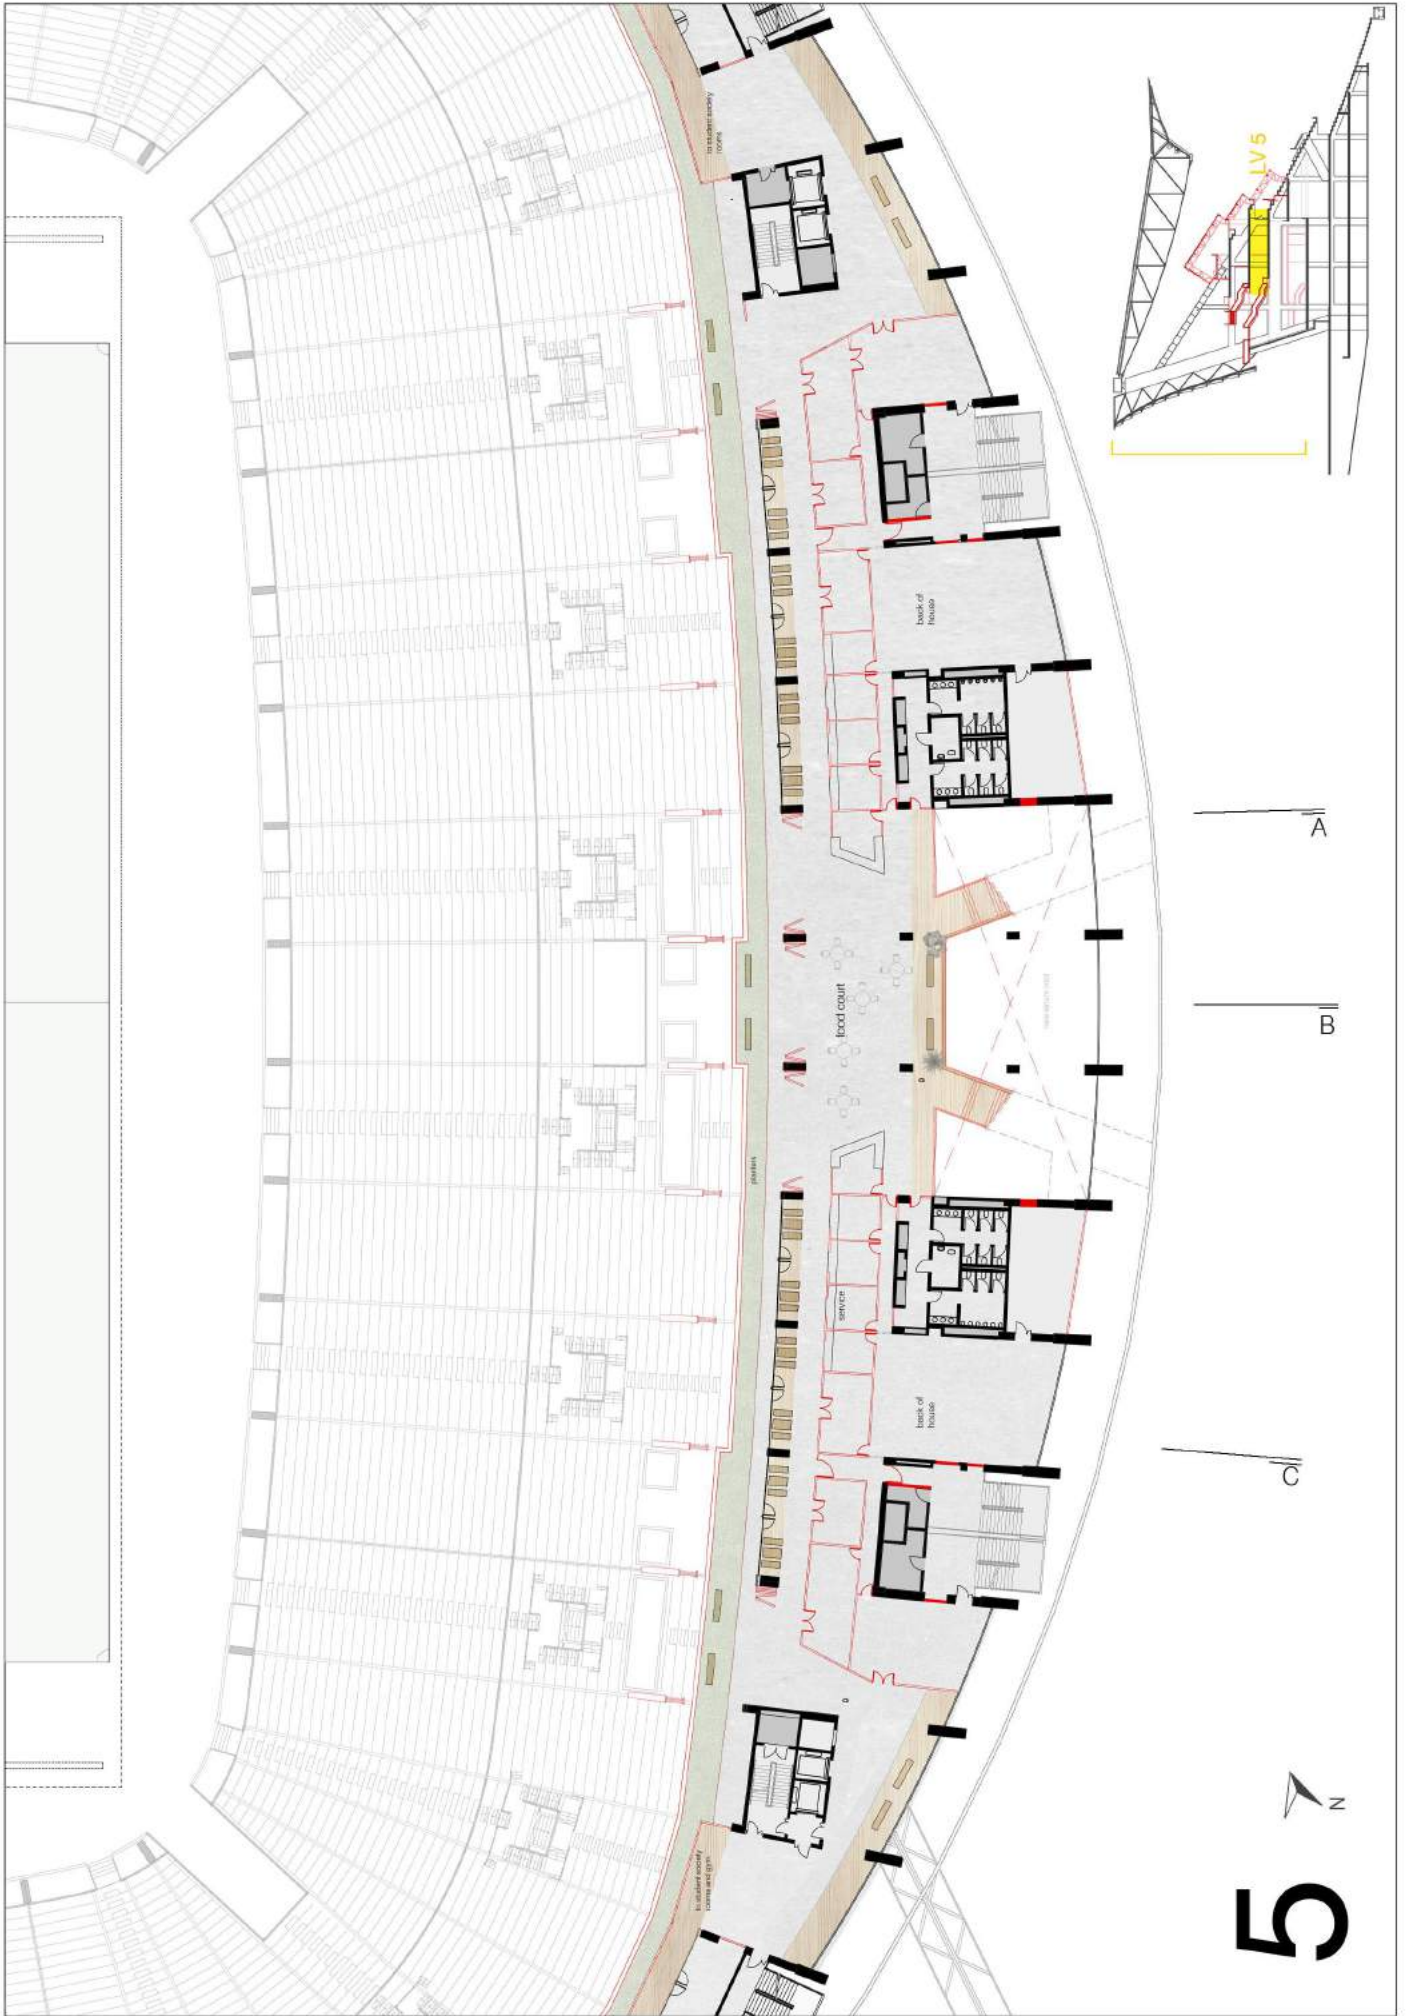 to student society
rooms
LV 5
back of
house
A
food court
B
planters
service
back of
house
C
to student society
rooms and gym
N
5